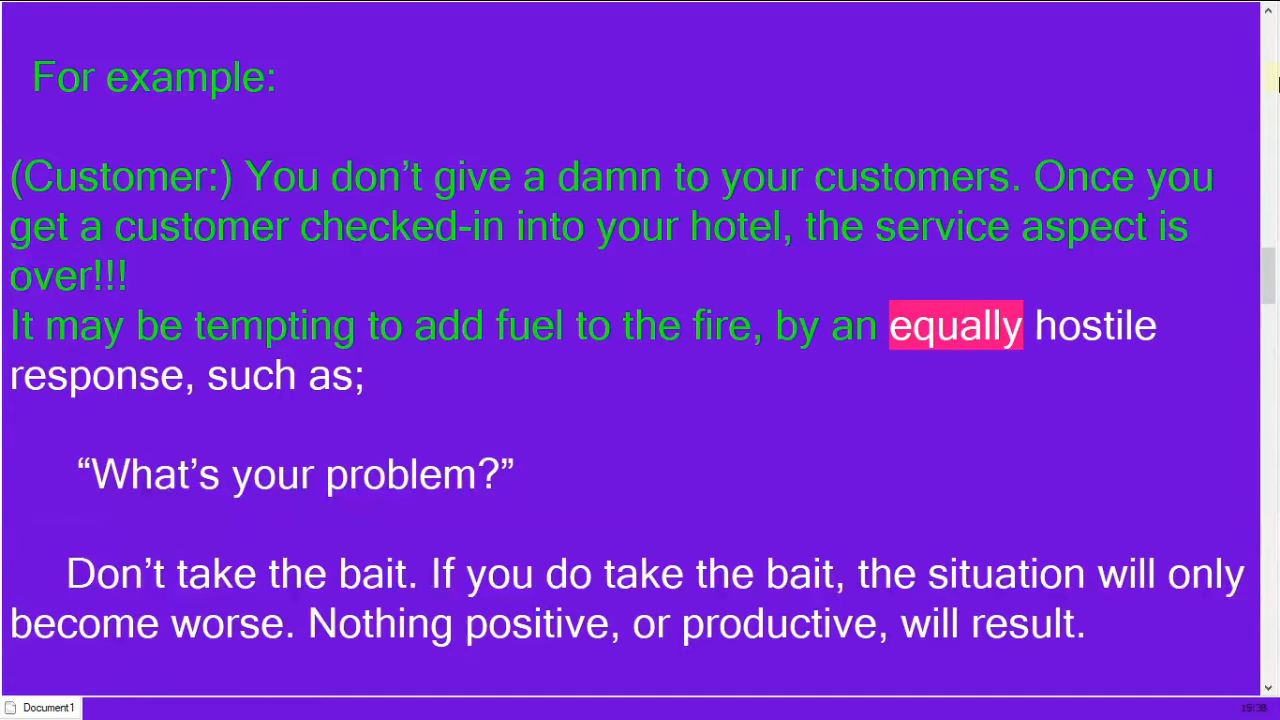 For example:
(Customer:) You don’t give a damn to your customers. Once you
get a customer checked-in into your hotel, the service aspect is
over!!!
It may be tempting to add fuel to the fire, by an equally hostile
response, such as;
“What’s your problem?”
Don’t take the bait. If you do take the bait, the situation will only
become worse. Nothing positive, or productive, will result.
Document1